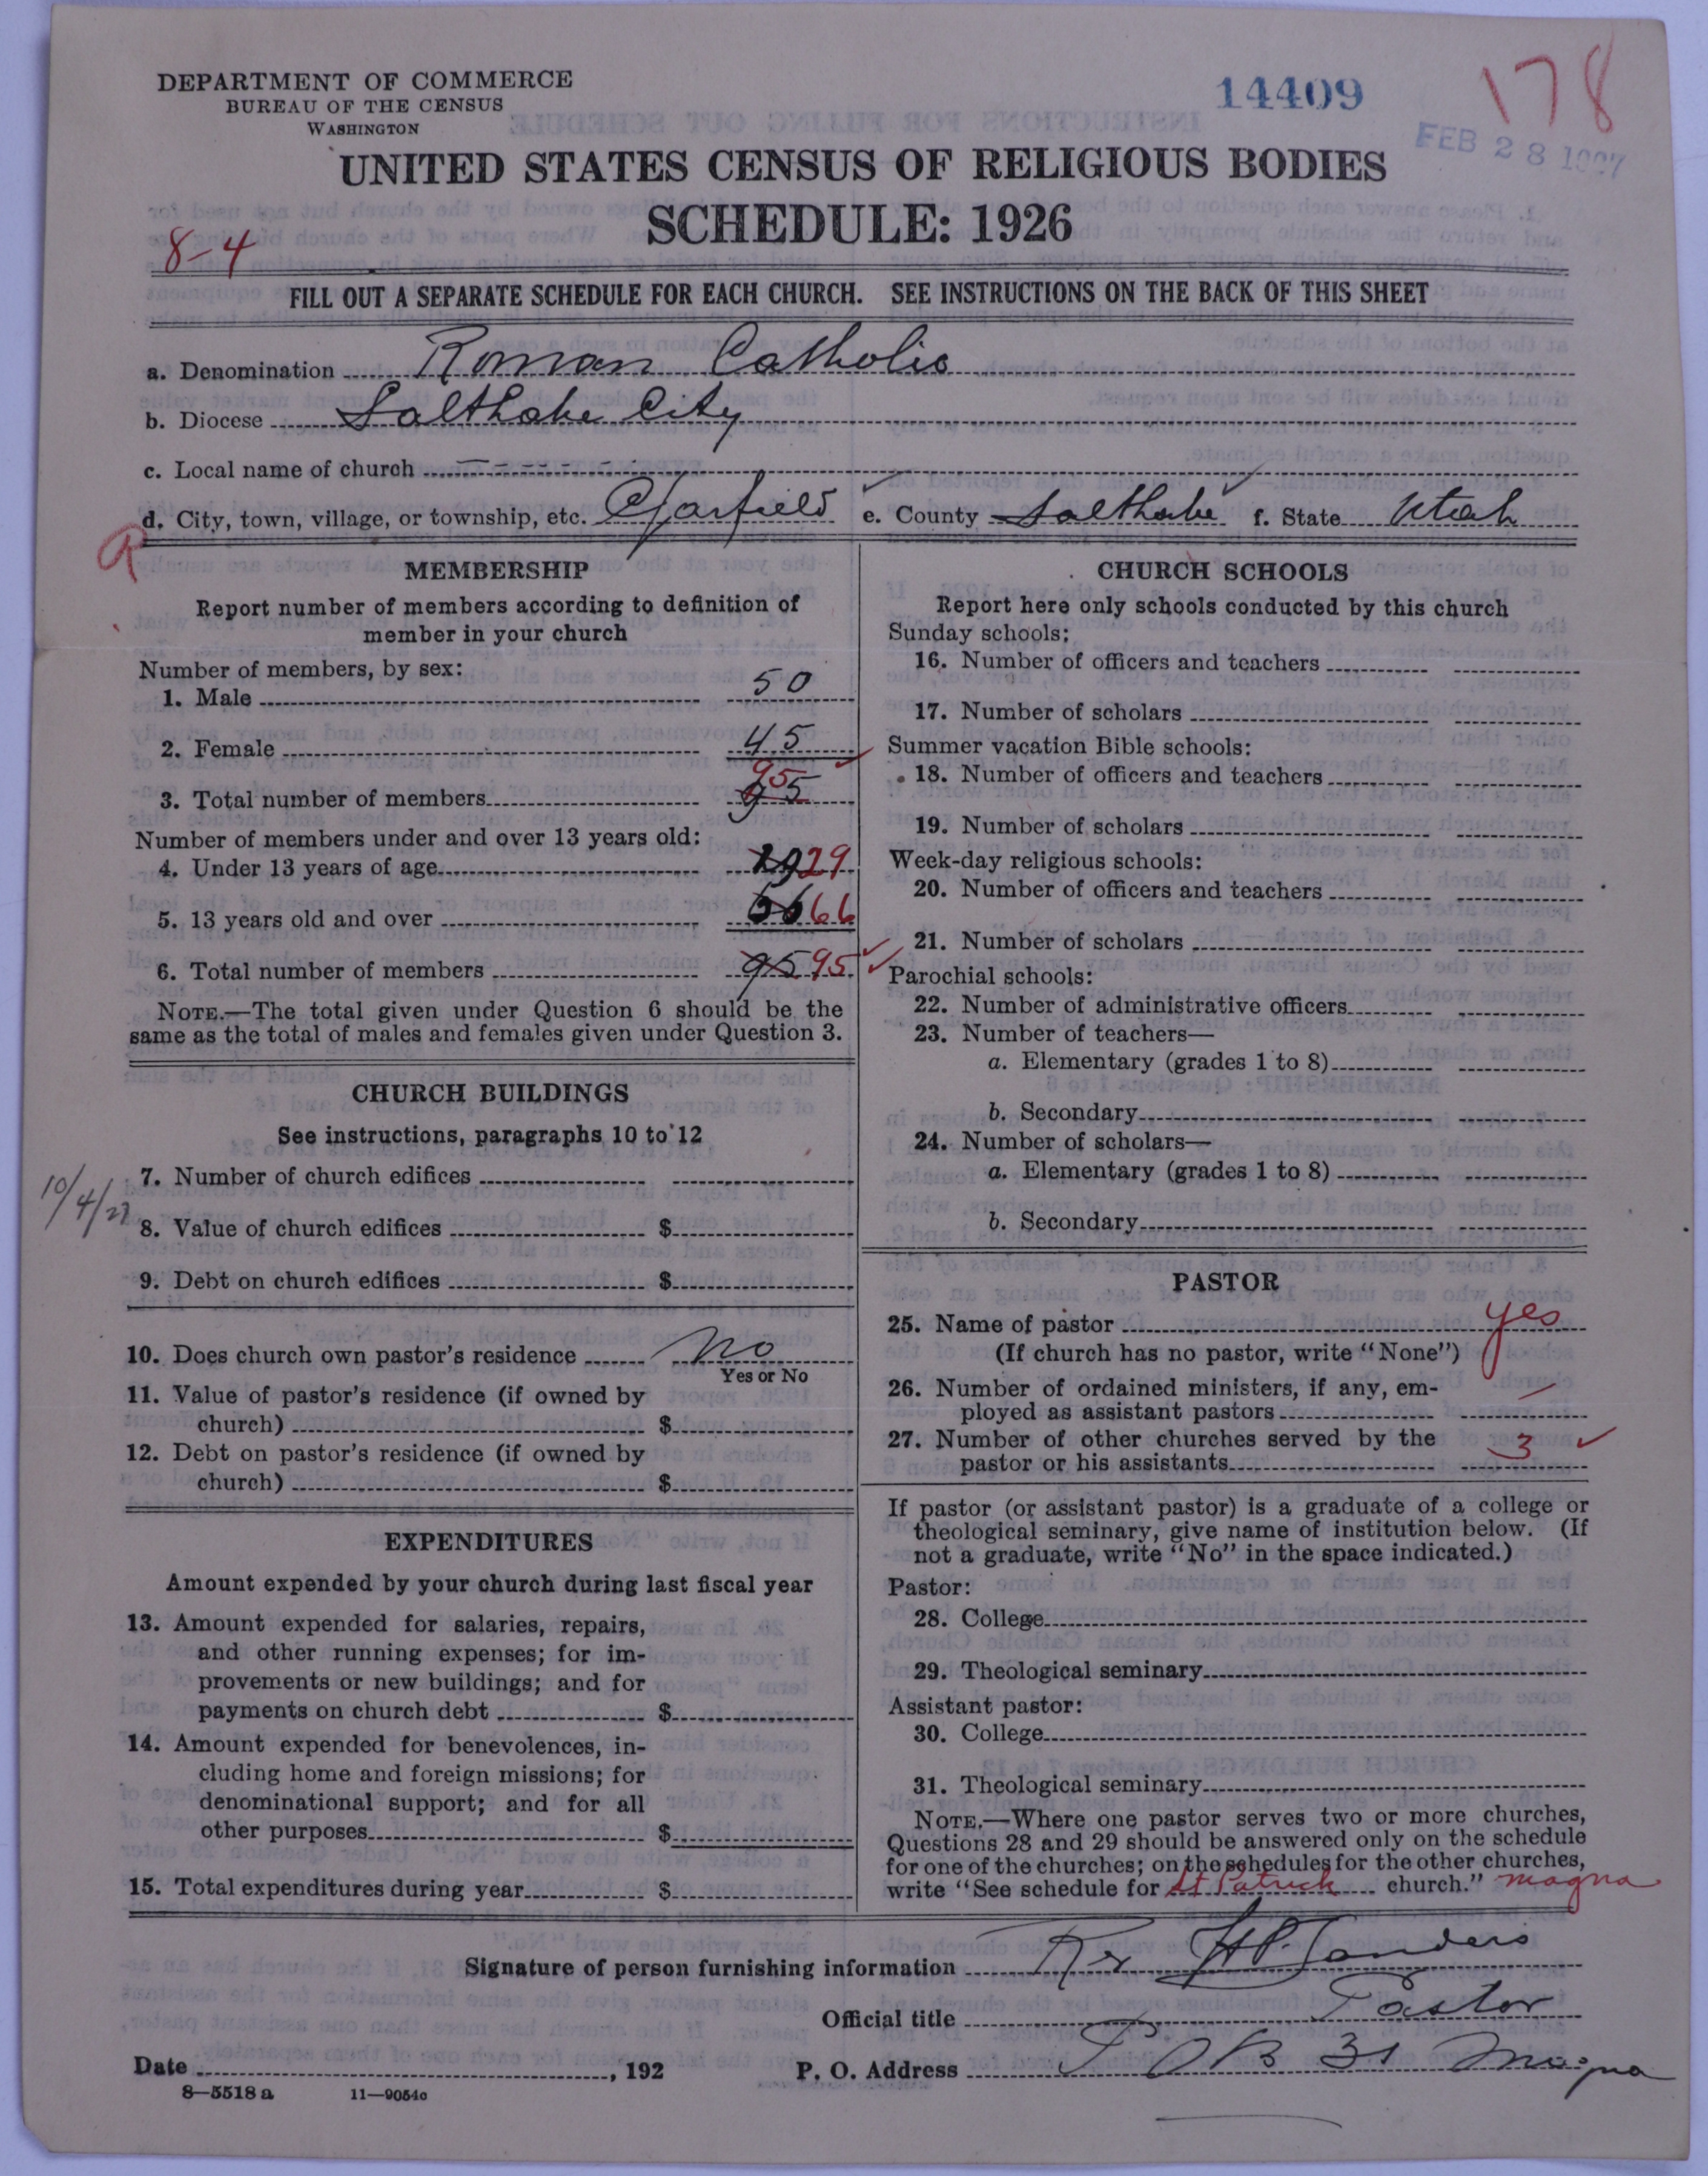 DEPARTMENT OF COMMERCE
BUREAU OF THE CENSUS
WASHINGTON
14409
178
FEB 28 1927
UNITED STATES CENSUS OF RELIGIOUS BODIES
SCHEDULE: 1926
8-4
FILL OUT A SEPARATE SCHEDULE FOR EACH CHURCH. SEE INSTRUCTIONS ON THE BACK OF THIS SHEET
a. Denomination Roman Catholic
b. Diocese Salt Lake City
c. Local name of church
d. City, town, village, or township, etc. Garfield e. County Salt Lake f. State Utah
R
MEMBERSHIP
Report number of members according to definition of
member in your church
Number of members, by sex:
1. Male 50
2. Female 45
3. Total number of members 95 95
Number of members under and over 13 years old:
4. Under 13 years of age 29 29
5. 13 years old and over 66 66
6. Total number of members 95 95
NOTE.—The total given under Question 6 should be the
same as the total of males and females given under Question 3.
CHURCH BUILDINGS
See instructions, paragraphs 10 to 12
7. Number of church edifices
10/4/27
8. Value of church edifices $
9. Debt on church edifices $
10. Does church own pastor's residence No
Yes or No
11. Value of pastor's residence (if owned by
church) $
12. Debt on pastor's residence (if owned by
church) $
EXPENDITURES
Amount expended by your church during last fiscal year
13. Amount expended for salaries, repairs,
and other running expenses; for im-
provements or new buildings; and for
payments on church debt $
14. Amount expended for benevolences, in-
cluding home and foreign missions; for
denominational support; and for all
other purposes $
15. Total expenditures during year $
CHURCH SCHOOLS
Report here only schools conducted by this church
Sunday schools:
16. Number of officers and teachers
17. Number of scholars
Summer vacation Bible schools:
18. Number of officers and teachers
19. Number of scholars
Week-day religious schools:
20. Number of officers and teachers
21. Number of scholars
Parochial schools:
22. Number of administrative officers
23. Number of teachers—
a. Elementary (grades 1 to 8)
b. Secondary
24. Number of scholars—
a. Elementary (grades 1 to 8)
b. Secondary
PASTOR
25. Name of pastor yes
(If church has no pastor, write "None")
26. Number of ordained ministers, if any, em-
ployed as assistant pastors —
27. Number of other churches served by the
pastor or his assistants 3
If pastor (or assistant pastor) is a graduate of a college or
theological seminary, give name of institution below. (If
not a graduate, write "No" in the space indicated.)
Pastor:
28. College
29. Theological seminary
Assistant pastor:
30. College
31. Theological seminary
NOTE.—Where one pastor serves two or more churches,
Questions 28 and 29 should be answered only on the schedule
for one of the churches; on the schedules for the other churches,
write "See schedule for St Patrick church." magna
Signature of person furnishing information Rev Sanders
Official title Pastor
Date , 192 P. O. Address P O B 31 Magna
8—5518 a 11—9054c